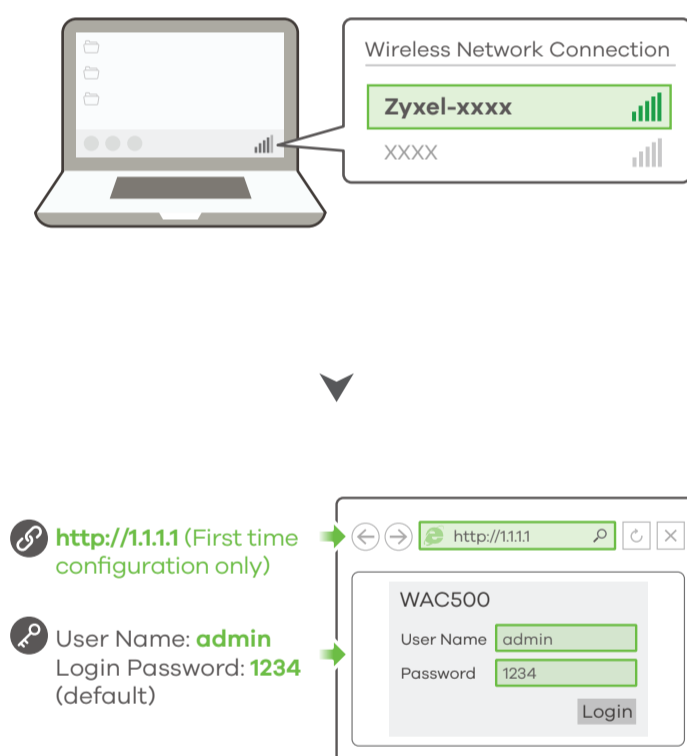 Wireless Network Connection
Zyxel-xxxx
XXXX
http://1.1.1.1 (First time
configuration only)
http://1.1.1.1
User Name: admin
Login Password: 1234
(default)
WAC500
User Name admin
Password 1234
Login